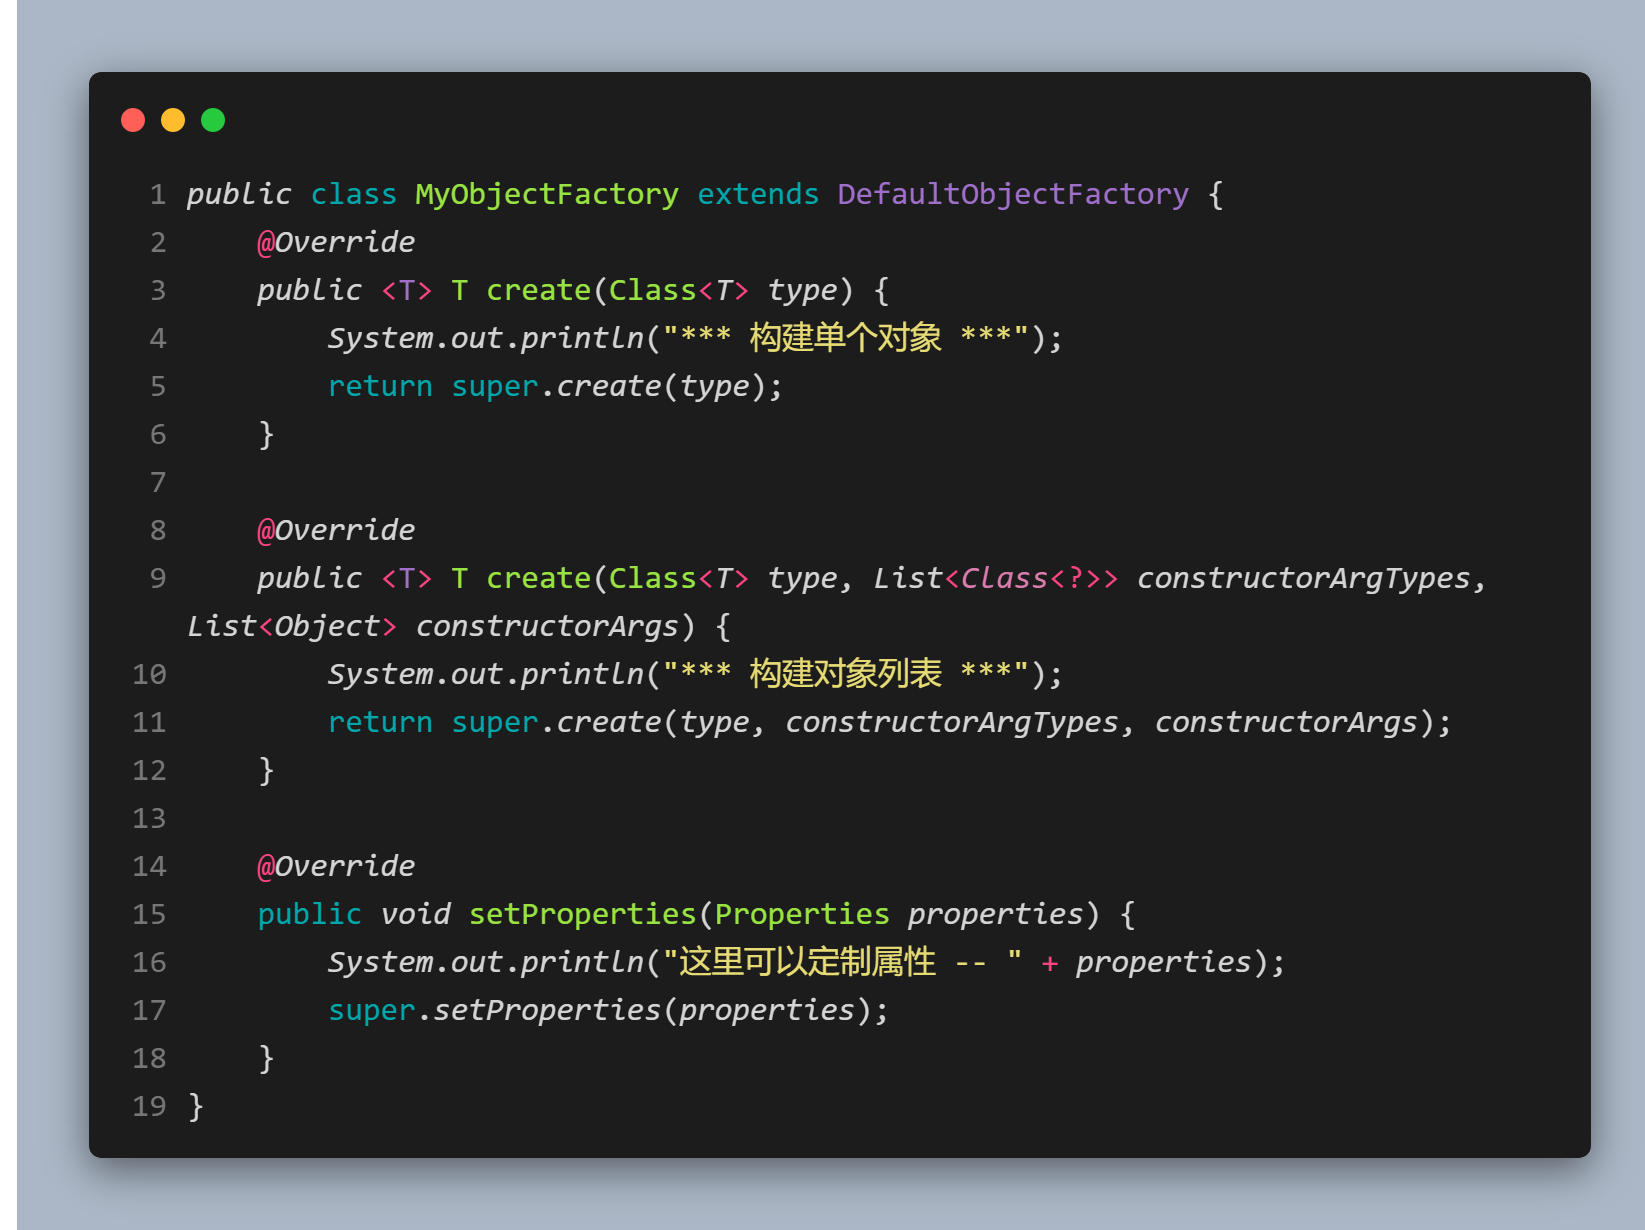 1 public class MyObjectFactory extends DefaultObjectFactory {
2     @Override
3     public <T> T create(Class<T> type) {
4         System.out.println("*** 构建单个对象 ***");
5         return super.create(type);
6     }
7
8     @Override
9     public <T> T create(Class<T> type, List<Class<?>> constructorArgTypes,
List<Object> constructorArgs) {
10         System.out.println("*** 构建对象列表 ***");
11         return super.create(type, constructorArgTypes, constructorArgs);
12     }
13
14     @Override
15     public void setProperties(Properties properties) {
16         System.out.println("这里可以定制属性 -- " + properties);
17         super.setProperties(properties);
18     }
19 }